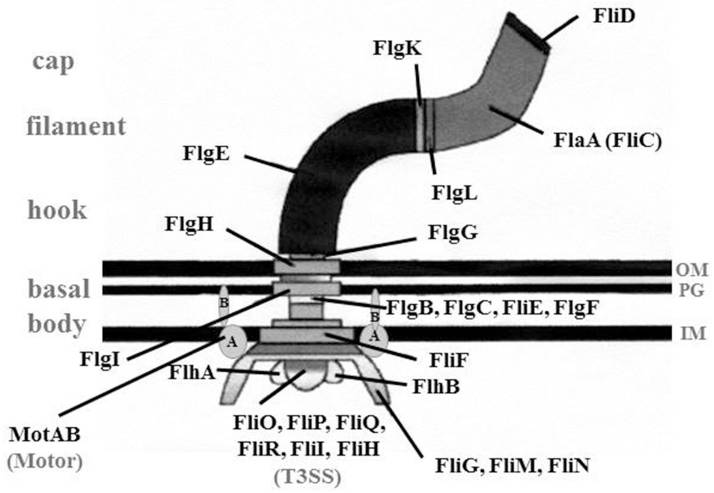 FliD
cap
FlgK
filament
FlaA (FliC)
FlgE
FlgL
hook
FlgH
FlgG
OM
basal
PG
B
B
FlgB, FlgC, FliE, FlgF
body
IM
A
A
FlgI
FliF
FlhA
FlhB
FliO, FliP, FliQ,
MotAB
FliR, FliI, FliH
(Motor)
(T3SS)
FliG, FliM, FliN